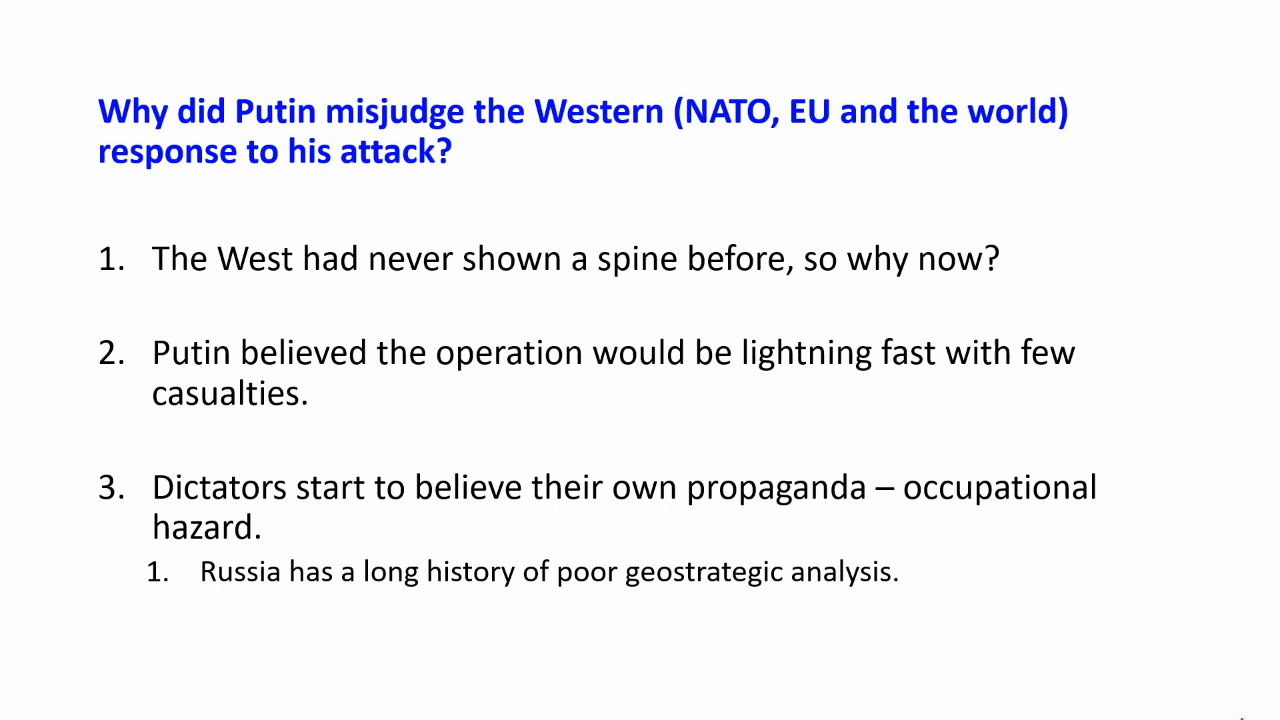 Why did Putin misjudge the Western (NATO, EU and the world)
response to his attack?
1. The West had never shown a spine before, so why now?
2. Putin believed the operation would be lightning fast with few
casualties.
3. Dictators start to believe their own propaganda – occupational
hazard.
1. Russia has a long history of poor geostrategic analysis.